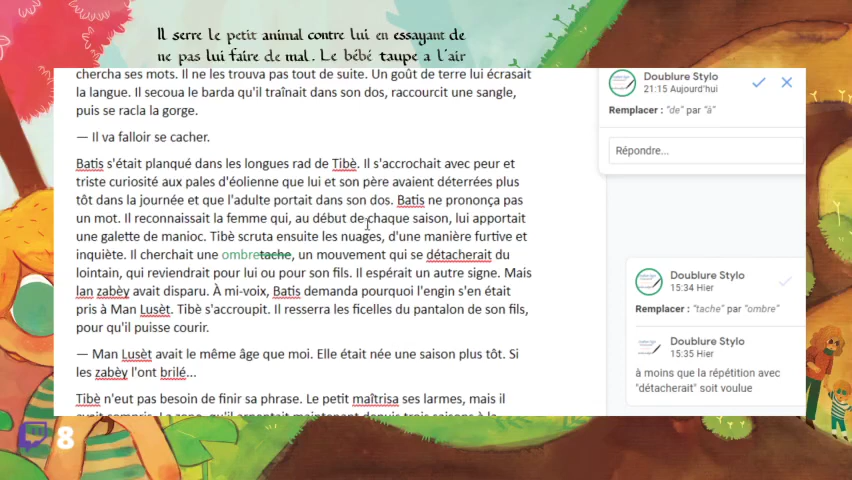 Il serre le petit animal contre lui en essayant de
ne pas lui faire de mal. Le bébé taupe a l'air
chercha ses mots. Il ne les trouva pas tout de suite. Un goût de terre lui écrasait
la langue. Il secoua le barda qu'il traînait dans son dos, raccourcit une sangle,
puis se racla la gorge.
— Il va falloir se cacher.
Batis s'était planqué dans les longues rad de Tibè. Il s'accrochait avec peur et
triste curiosité aux pales d'éolienne que lui et son père avaient déterrées plus
tôt dans la journée et que l'adulte portait dans son dos. Batis ne prononça pas
un mot. Il reconnaissait la femme qui, au début de chaque saison, lui apportait
une galette de manioc. Tibè scruta ensuite les nuages, d'une manière furtive et
inquiète. Il cherchait une ombretache, un mouvement qui se détacherait du
lointain, qui reviendrait pour lui ou pour son fils. Il espérait un autre signe. Mais
lan zabèy avait disparu. À mi-voix, Batis demanda pourquoi l'engin s'en était
pris à Man Lusèt. Tibè s'accroupit. Il resserra les ficelles du pantalon de son fils,
pour qu'il puisse courir.
— Man Lusèt avait le même âge que moi. Elle était née une saison plus tôt. Si
les zabèy l'ont brilé...
Tibè n'eut pas besoin de finir sa phrase. Le petit maîtrisa ses larmes, mais il
Doublure Stylo
21:15 Aujourd'hui
Remplacer : "de" par "à"
Répondre...
Doublure Stylo
15:34 Hier
Remplacer : "tache" par "ombre"
Doublure Stylo
15:35 Hier
à moins que la répétition avec
"détacherait" soit voulue
8